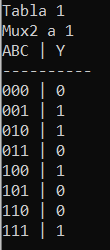 Tabla 1
Mux2 a 1
ABC | Y
----------
000 | 0
001 | 1
010 | 1
011 | 0
100 | 1
101 | 0
110 | 0
111 | 1